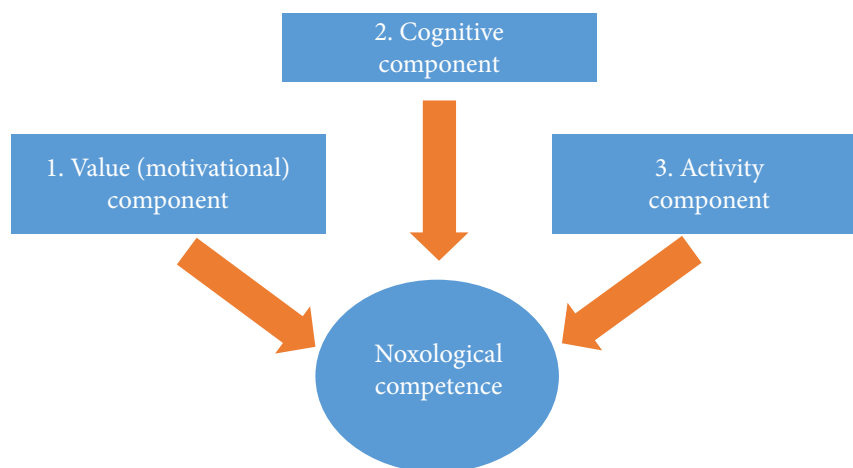 1. Value (motivational)
component
2. Cognitive
component
3. Activity
component
Noxological
competence